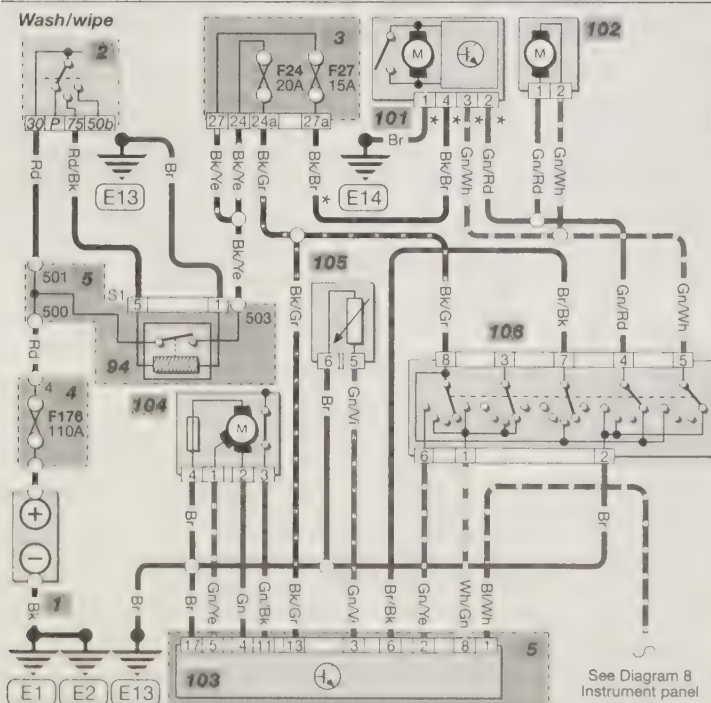 Wash/wipe
2
30 P 75 50b
Rd
Rd/Bk
E13
Br
3
F24
20A
F27
15A
27 24 24a 27a
Bk/Ye
Bk/Ye
Bk/Gr
Bk/Br
*
Bk/Ye
M
101
1 4 3 2
* * * *
Br
E14
Bk/Br
Gn/Wh
Gn/Rd
M
102
1 2
Gn/Rd
Gn/Wh
501
5
500
S1
5 1
503
94
Rd
4
4
F176
110A
+
−
1
Bk
E1
E2
E13
Br
105
6 5
Br
Gn/Vi
Bk/Gr
Bk/Gr
Br/Bk
Gn/Rd
Gn/Wh
106
8 3 7 4 5
6 1 2
104
M
4 1 2 3
Br
Br
Br
Gn/Ye
Gn
Gn/Bk
Bk/Gr
Gn/Vi
Br/Bk
Gn/Ye
Wh/Gn
Bl/Wh
17 5 4 11 13 3 6 2 8 1
5
103
See Diagram 8
Instrument panel